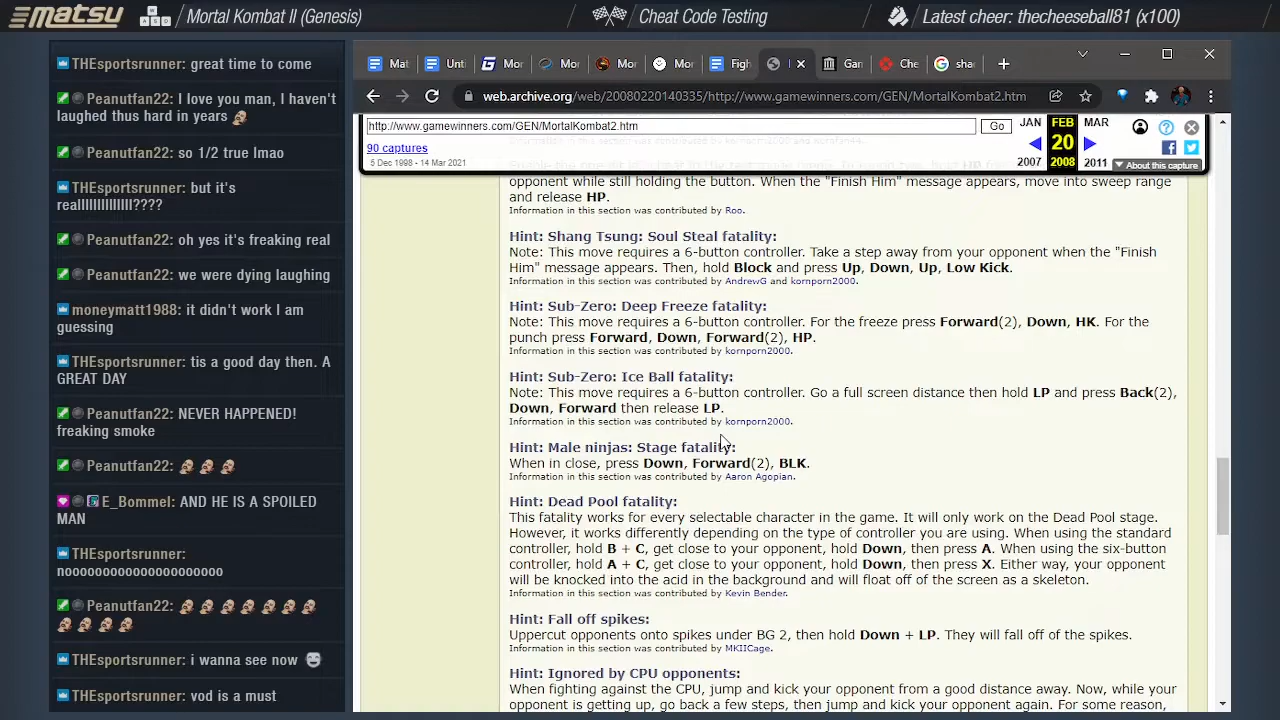 matsu
W
A S D
Mortal Kombat II (Genesis)
Cheat Code Testing
Latest cheer: thecheeseball81 (x100)
THEsportsrunner: great time to come
Peanutfan22: I love you man, I haven't
laughed thus hard in years
Peanutfan22: so 1/2 true lmao
THEsportsrunner: but it's
realllllllllllllll????
Peanutfan22: oh yes it's freaking real
Peanutfan22: we were dying laughing
moneymatt1988: it didn't work I am
guessing
THEsportsrunner: tis a good day then. A
GREAT DAY
Peanutfan22: NEVER HAPPENED!
freaking smoke
Peanutfan22:
E_Bommel: AND HE IS A SPOILED
MAN
THEsportsrunner:
noooooooooooooooooooo
Peanutfan22:
THEsportsrunner: i wanna see now
THEsportsrunner: vod is a must
Mat
Unt
Mor
Mor
Mor
Mor
Figh
I
Gan
Che
sha
web.archive.org/web/20080220140335/http://www.gamewinners.com/GEN/MortalKombat2.htm
http://www.gamewinners.com/GEN/MortalKombat2.htm
Go
JAN FEB MAR
90 captures
20
5 Dec 1998 - 14 Mar 2021
2007 2008 2011
About this capture
opponent while still holding the button. When the "Finish Him" message appears, move into sweep range
and release HP.
Information in this section was contributed by Roo.
Hint: Shang Tsung: Soul Steal fatality:
Note: This move requires a 6-button controller. Take a step away from your opponent when the "Finish
Him" message appears. Then, hold Block and press Up, Down, Up, Low Kick.
Information in this section was contributed by AndrewG and kornporn2000.
Hint: Sub-Zero: Deep Freeze fatality:
Note: This move requires a 6-button controller. For the freeze press Forward(2), Down, HK. For the
punch press Forward, Down, Forward(2), HP.
Information in this section was contributed by kornporn2000.
Hint: Sub-Zero: Ice Ball fatality:
Note: This move requires a 6-button controller. Go a full screen distance then hold LP and press Back(2),
Down, Forward then release LP.
Information in this section was contributed by kornporn2000.
Hint: Male ninjas: Stage fatality:
When in close, press Down, Forward(2), BLK.
Information in this section was contributed by Aaron Agopian.
Hint: Dead Pool fatality:
This fatality works for every selectable character in the game. It will only work on the Dead Pool stage.
However, it works differently depending on the type of controller you are using. When using the standard
controller, hold B + C, get close to your opponent, hold Down, then press A. When using the six-button
controller, hold A + C, get close to your opponent, hold Down, then press X. Either way, your opponent
will be knocked into the acid in the background and will float off of the screen as a skeleton.
Information in this section was contributed by Kevin Bender.
Hint: Fall off spikes:
Uppercut opponents onto spikes under BG 2, then hold Down + LP. They will fall off of the spikes.
Information in this section was contributed by MKIICage.
Hint: Ignored by CPU opponents:
When fighting against the CPU, jump and kick your opponent from a good distance away. Now, while your
opponent is getting up, go back a few steps, then jump and kick your opponent again. For some reason,